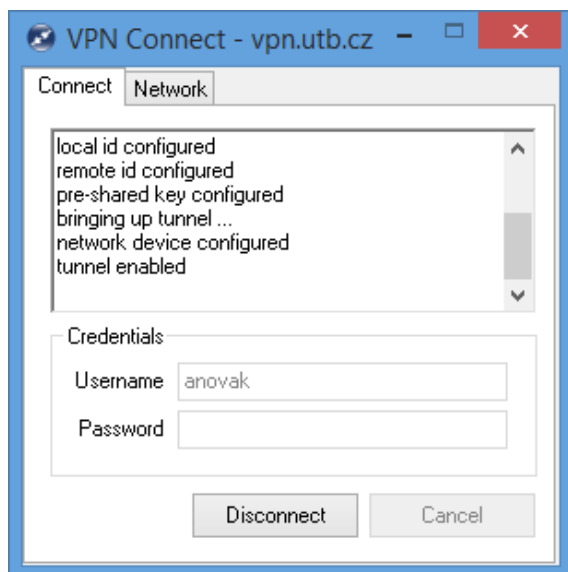 VPN Connect - vpn.utb.cz
Connect Network
local id configured
remote id configured
pre-shared key configured
bringing up tunnel ...
network device configured
tunnel enabled
Credentials
Username anovak
Password
Disconnect Cancel